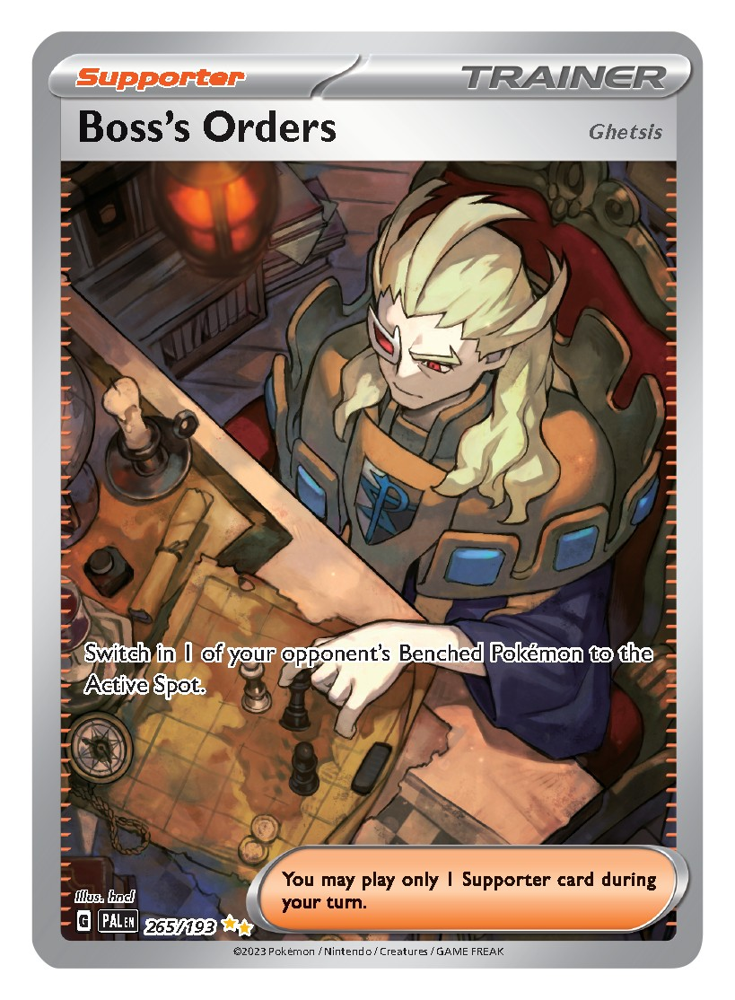 Supporter TRAINER
Boss's Orders Ghetsis
Switch in 1 of your opponent's Benched Pokémon to the
Active Spot.
You may play only 1 Supporter card during
your turn.
Illus. hncl
G PAL EN 265/193
©2023 Pokémon / Nintendo / Creatures / GAME FREAK